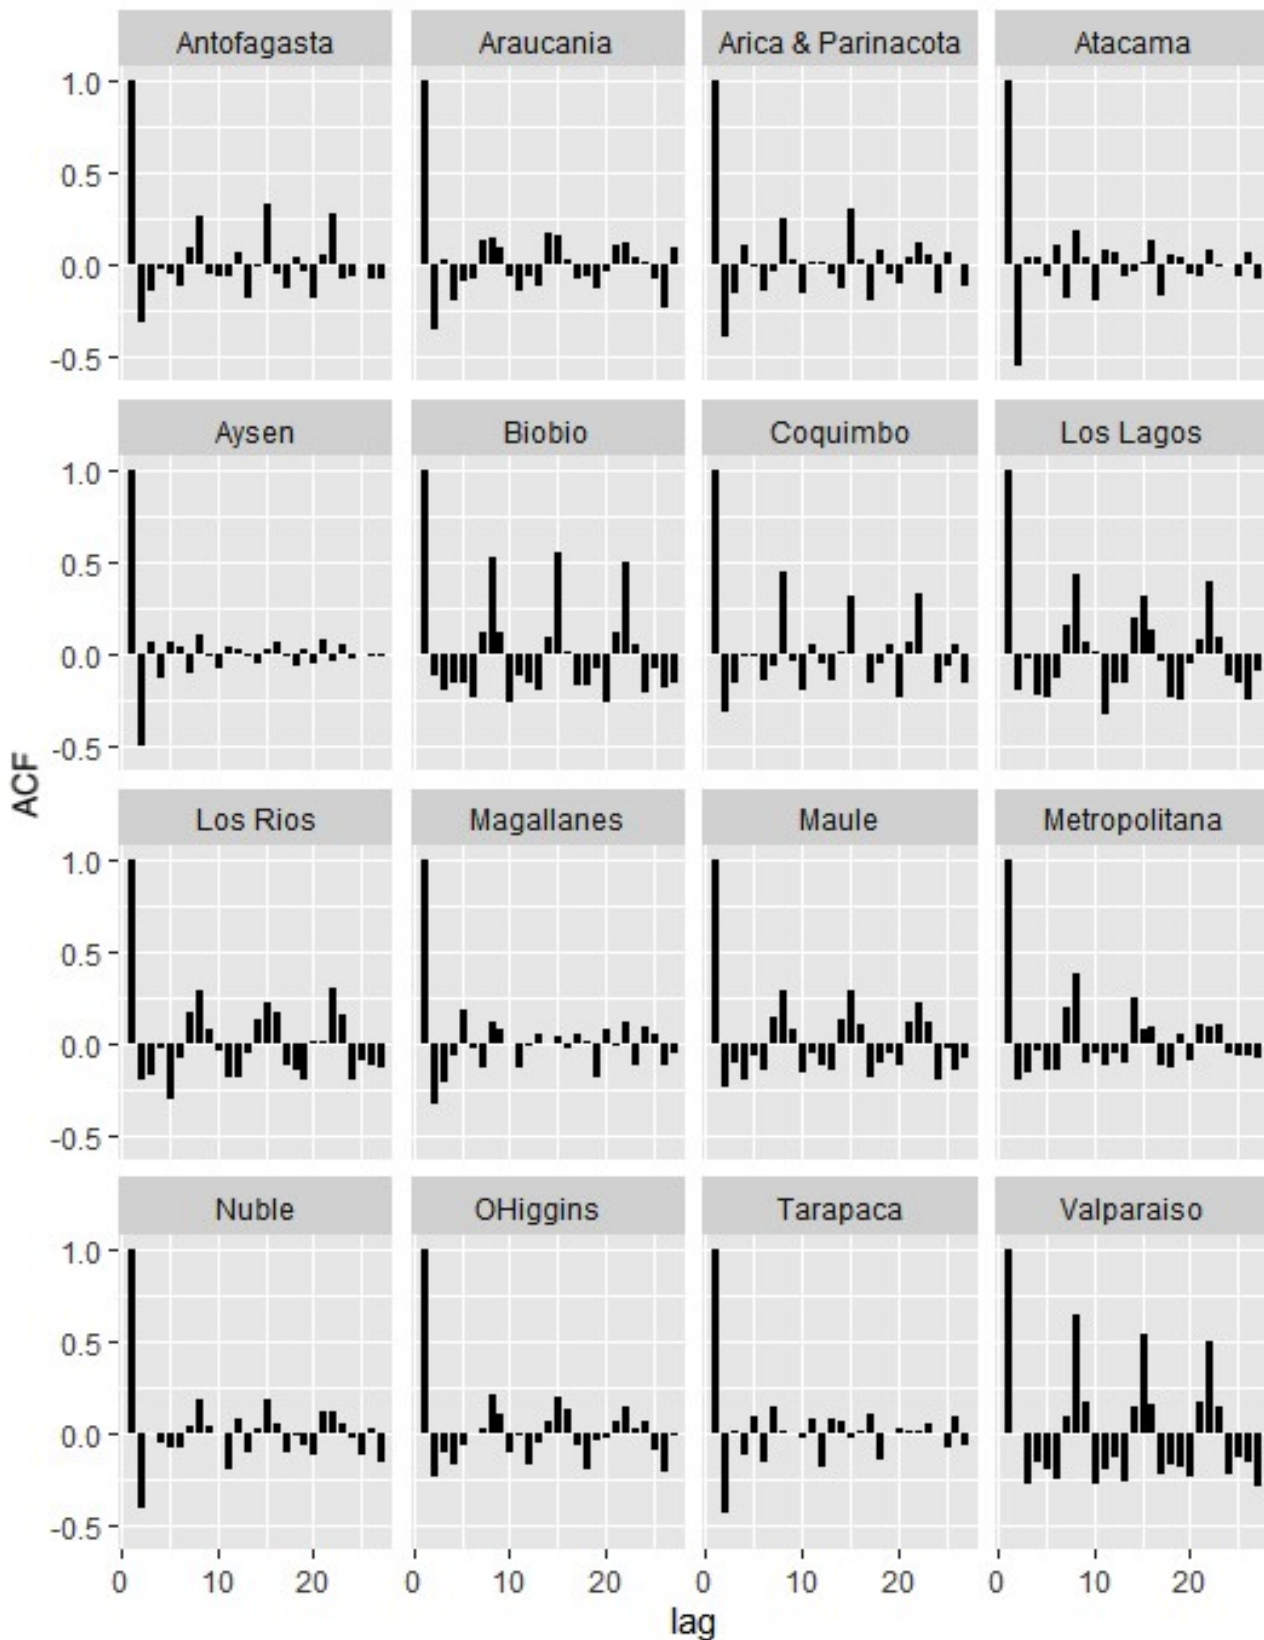 Antofagasta Araucania Arica & Parinacota Atacama
1.0
0.5
0.0
-0.5
Aysen Biobio Coquimbo Los Lagos
1.0
0.5
0.0
-0.5
ACF
Los Rios Magallanes Maule Metropolitana
1.0
0.5
0.0
-0.5
Nuble OHiggins Tarapaca Valparaiso
1.0
0.5
0.0
-0.5
0 10 20 0 10 20 0 10 20 0 10 20
lag